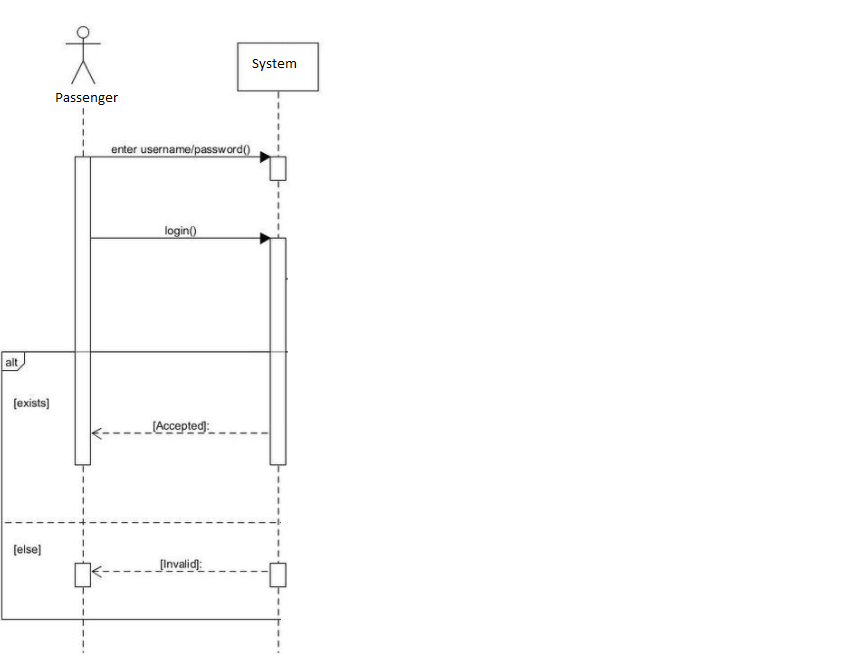 System
Passenger
enter username/password()
login()
alt
[exists]
[Accepted]:
[else]
[Invalid]: